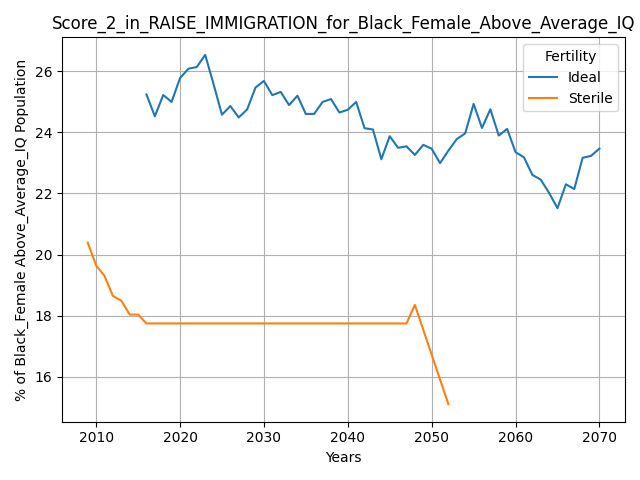 Score_2_in_RAISE_IMMIGRATION_for_Black_Female_Above_Average_IQ
Fertility
Ideal
Sterile
% of Black_Female Above_Average_IQ Population
26
24
22
20
18
16
2010 2020 2030 2040 2050 2060 2070
Years